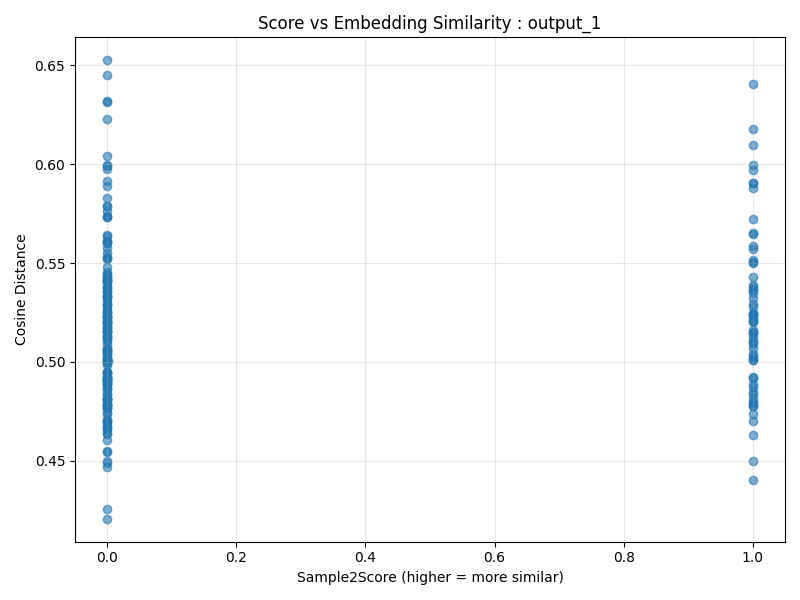 Score vs Embedding Similarity : output_1
0.65
0.60
0.55
0.50
0.45
Cosine Distance
0.0 0.2 0.4 0.6 0.8 1.0
Sample2Score (higher = more similar)